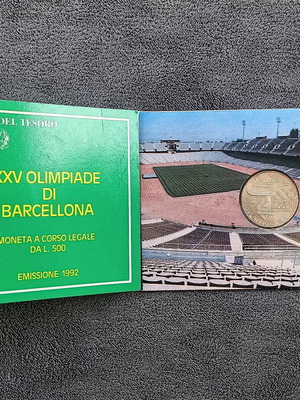 DEL TESORO
XXV OLIMPIADE
DI
BARCELLONA
MONETA A CORSO LEGALE
DA L. 500
EMISSIONE 1992